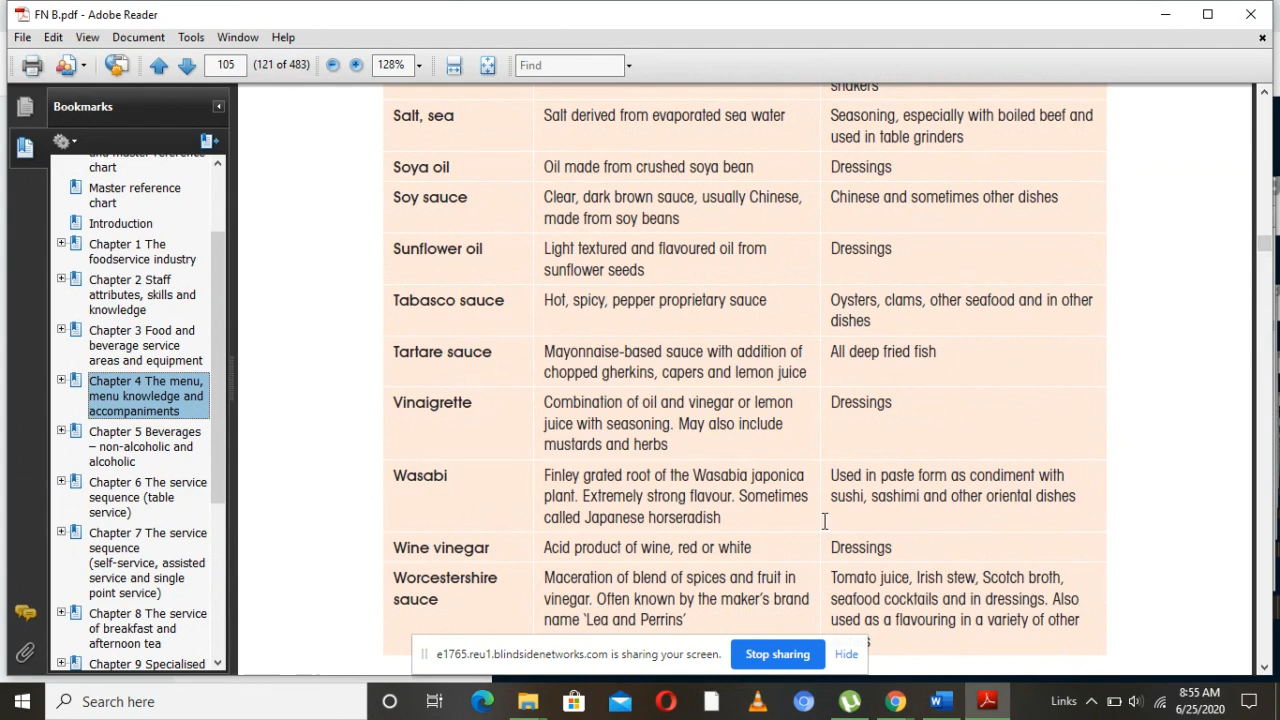 FN B.pdf - Adobe Reader
File Edit View Document Tools Window Help
105 (121 of 483) 128% Find
Bookmarks
and master reference
chart
Master reference
chart
Introduction
Chapter 1 The
foodservice industry
Chapter 2 Staff
attributes, skills and
knowledge
Chapter 3 Food and
beverage service
areas and equipment
Chapter 4 The menu,
menu knowledge and
accompaniments
Chapter 5 Beverages
– non-alcoholic and
alcoholic
Chapter 6 The service
sequence (table
service)
Chapter 7 The service
sequence
(self-service, assisted
service and single
point service)
Chapter 8 The service
of breakfast and
afternoon tea
Chapter 9 Specialised
shakers
Salt, sea Salt derived from evaporated sea water Seasoning, especially with boiled beef and
used in table grinders
Soya oil Oil made from crushed soya bean Dressings
Soy sauce Clear, dark brown sauce, usually Chinese, Chinese and sometimes other dishes
made from soy beans
Sunflower oil Light textured and flavoured oil from Dressings
sunflower seeds
Tabasco sauce Hot, spicy, pepper proprietary sauce Oysters, clams, other seafood and in other
dishes
Tartare sauce Mayonnaise-based sauce with addition of All deep fried fish
chopped gherkins, capers and lemon juice
Vinaigrette Combination of oil and vinegar or lemon Dressings
juice with seasoning. May also include
mustards and herbs
Wasabi Finley grated root of the Wasabia japonica Used in paste form as condiment with
plant. Extremely strong flavour. Sometimes sushi, sashimi and other oriental dishes
called Japanese horseradish
Wine vinegar Acid product of wine, red or white Dressings
Worcestershire Maceration of blend of spices and fruit in Tomato juice, Irish stew, Scotch broth,
sauce vinegar. Often known by the maker's brand seafood cocktails and in dressings. Also
name 'Lea and Perrins' used as a flavouring in a variety of other
e1765.reu1.blindsidenetworks.com is sharing your screen. Stop sharing Hide
Search here
Links
8:55 AM
6/25/2020